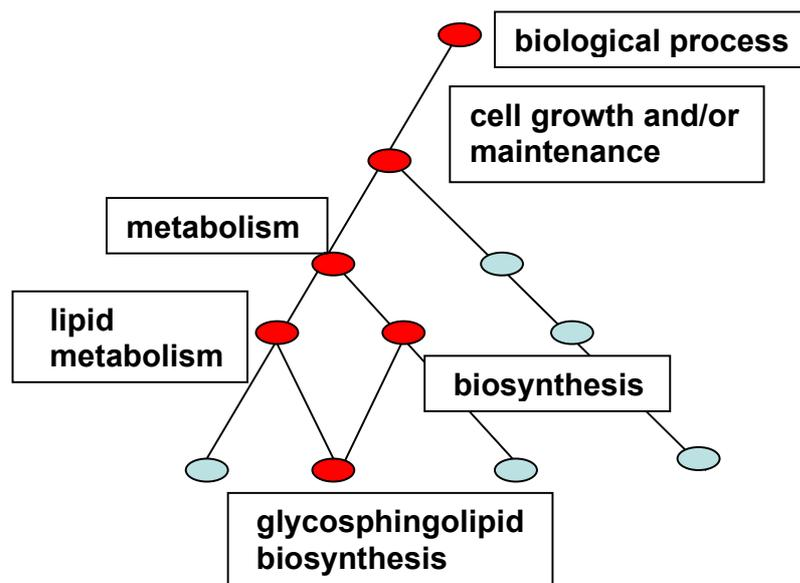 biological process
cell growth and/or
maintenance
metabolism
lipid
metabolism
biosynthesis
glycosphingolipid
biosynthesis